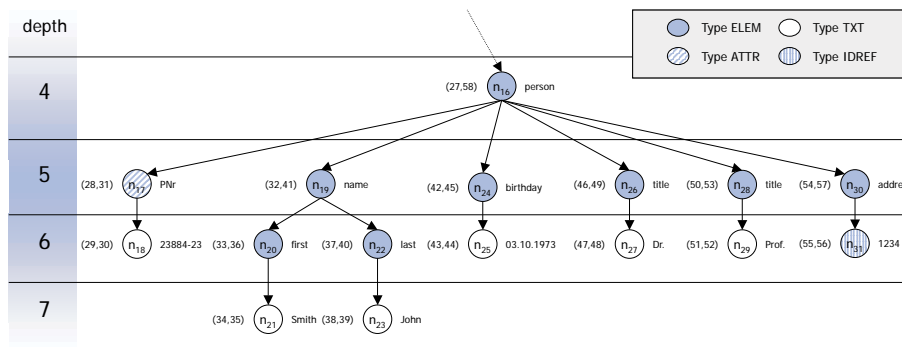 depth
Type ELEM Type TXT
Type ATTR Type IDREF
4 (27,58) n16 person
5 (28,31) n17 PNr (32,41) n19 name (42,45) n24 birthday (46,49) n26 title (50,53) n28 title (54,57) n30 addre
6 (29,30) n18 23884-23 (33,36) n20 first (37,40) n22 last (43,44) n25 03.10.1973 (47,48) n27 Dr. (51,52) n29 Prof. (55,56) n31 1234
7 (34,35) n21 Smith (38,39) n23 John